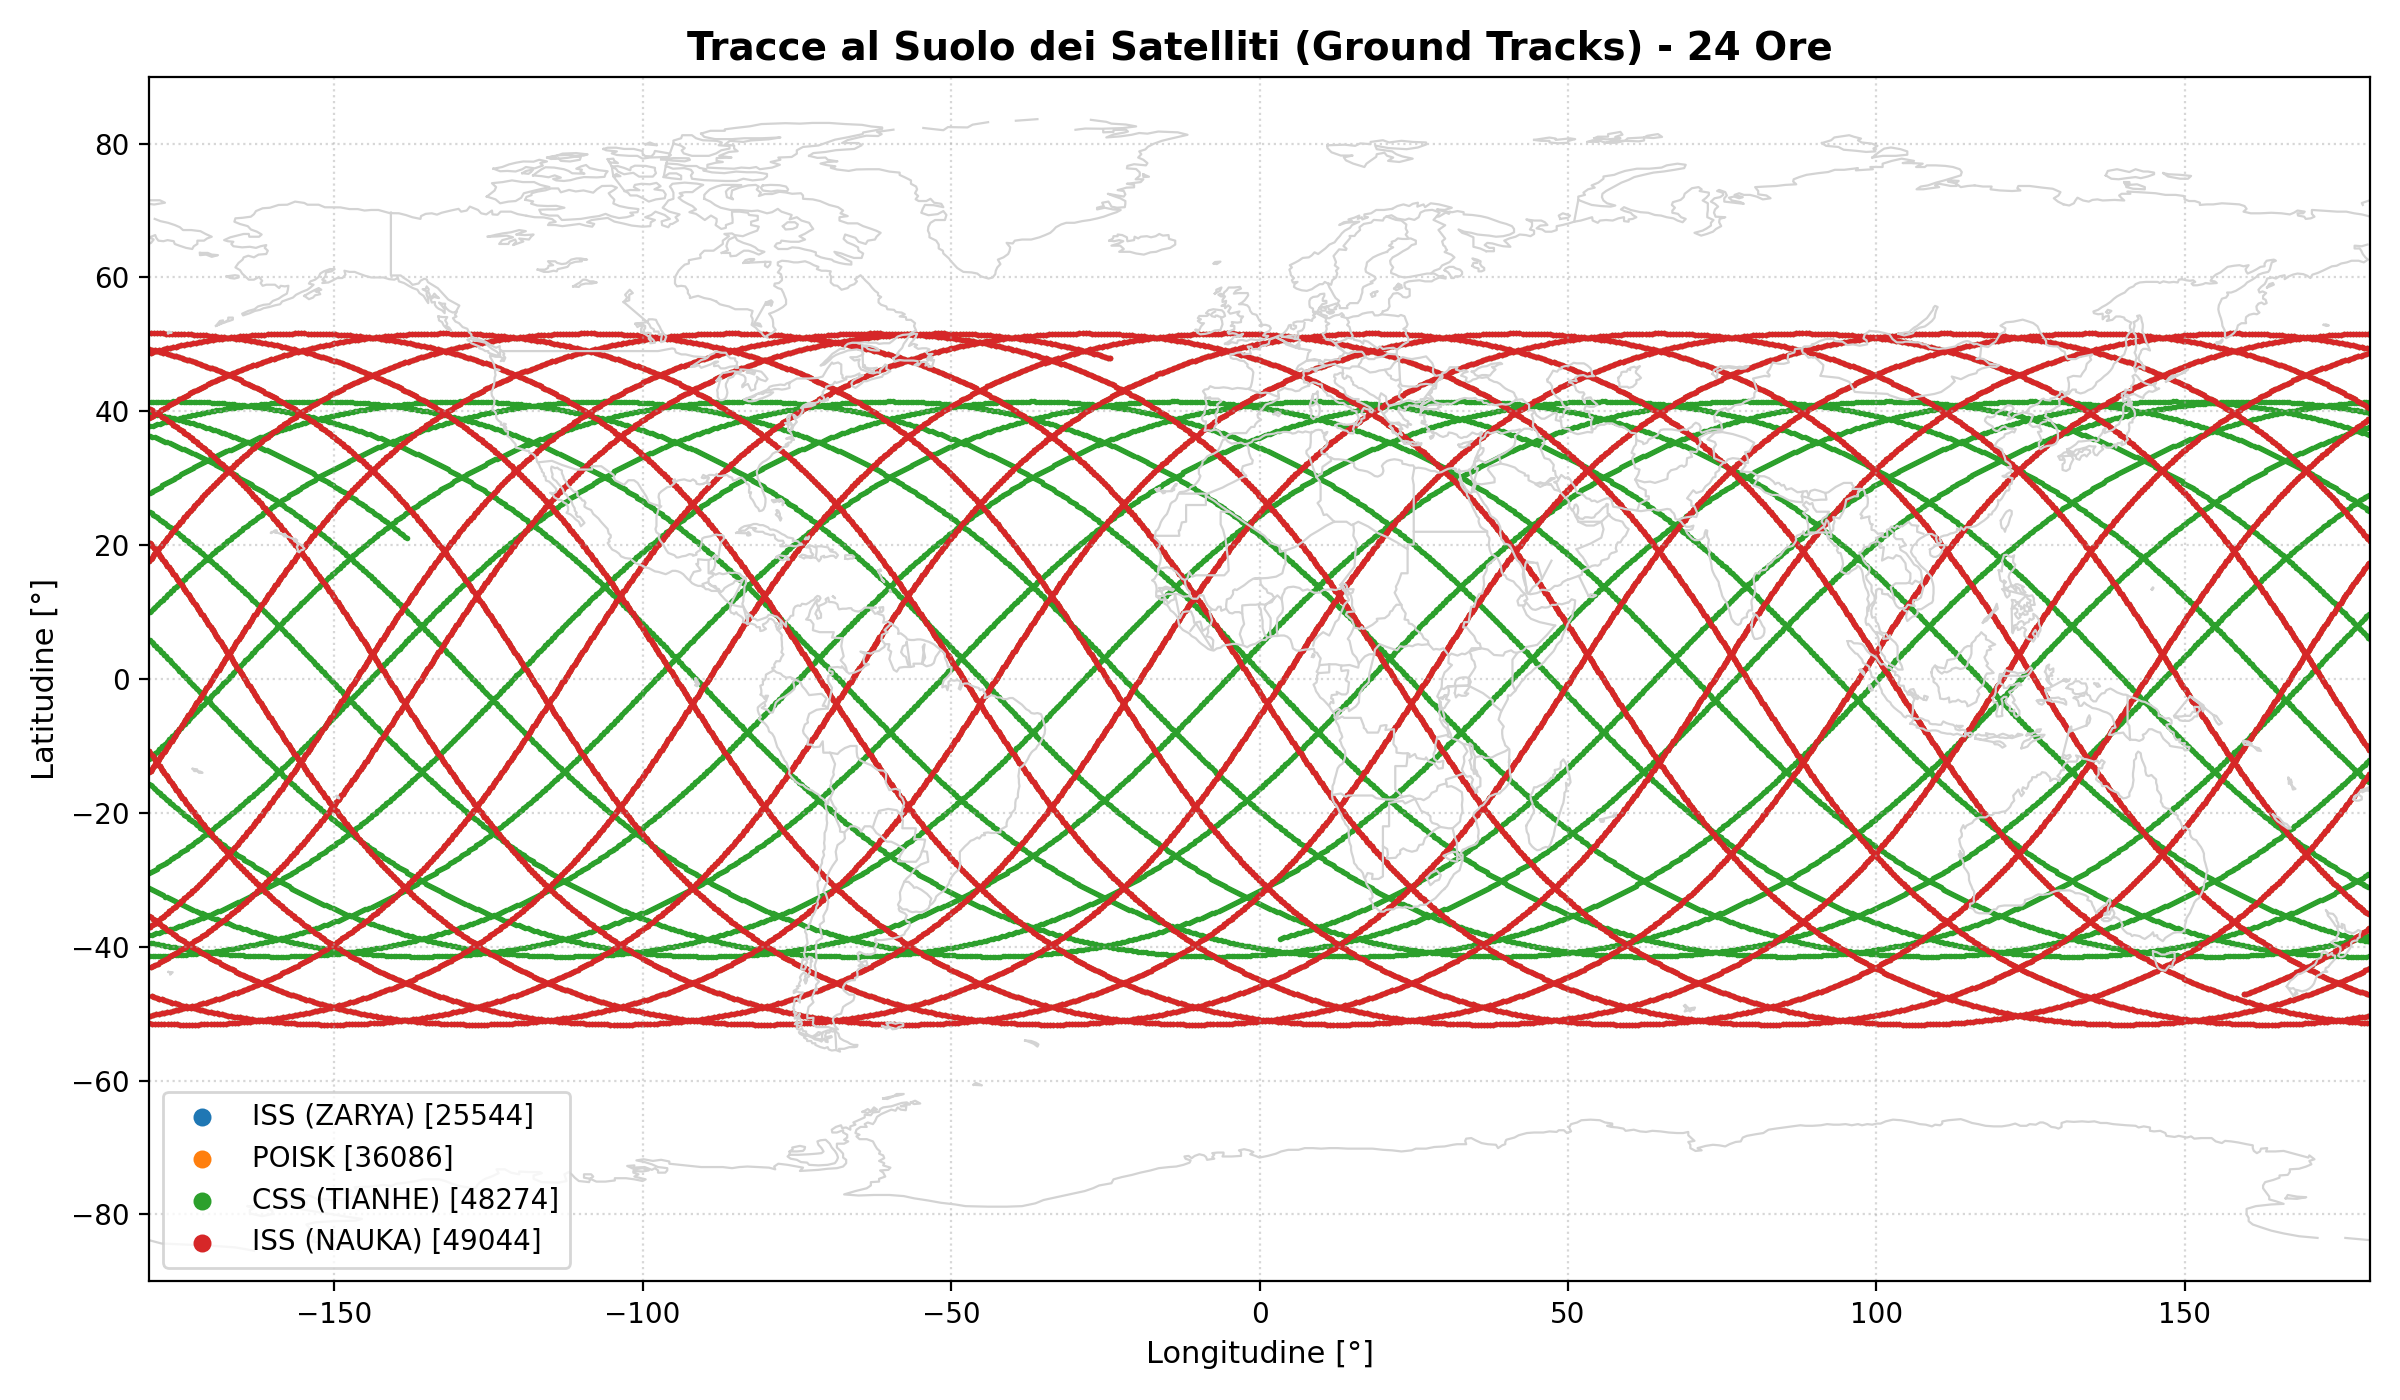 Tracce al Suolo dei Satelliti (Ground Tracks) - 24 Ore
Latitudine [°]
80
60
40
20
0
−20
−40
−60
−80
ISS (ZARYA) [25544]
POISK [36086]
CSS (TIANHE) [48274]
ISS (NAUKA) [49044]
−150 −100 −50 0 50 100 150
Longitudine [°]